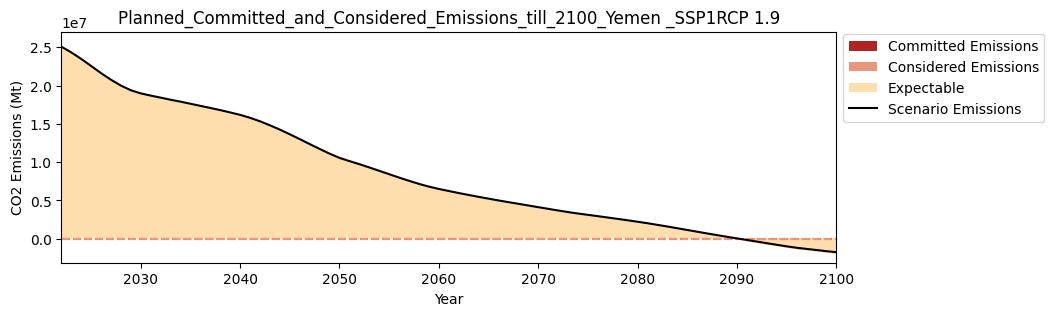 Planned_Committed_and_Considered_Emissions_till_2100_Yemen _SSP1RCP 1.9
1e7
2.5
2.0
1.5
1.0
0.5
0.0
CO2 Emissions (Mt)
2030 2040 2050 2060 2070 2080 2090 2100
Year
Committed Emissions
Considered Emissions
Expectable
Scenario Emissions